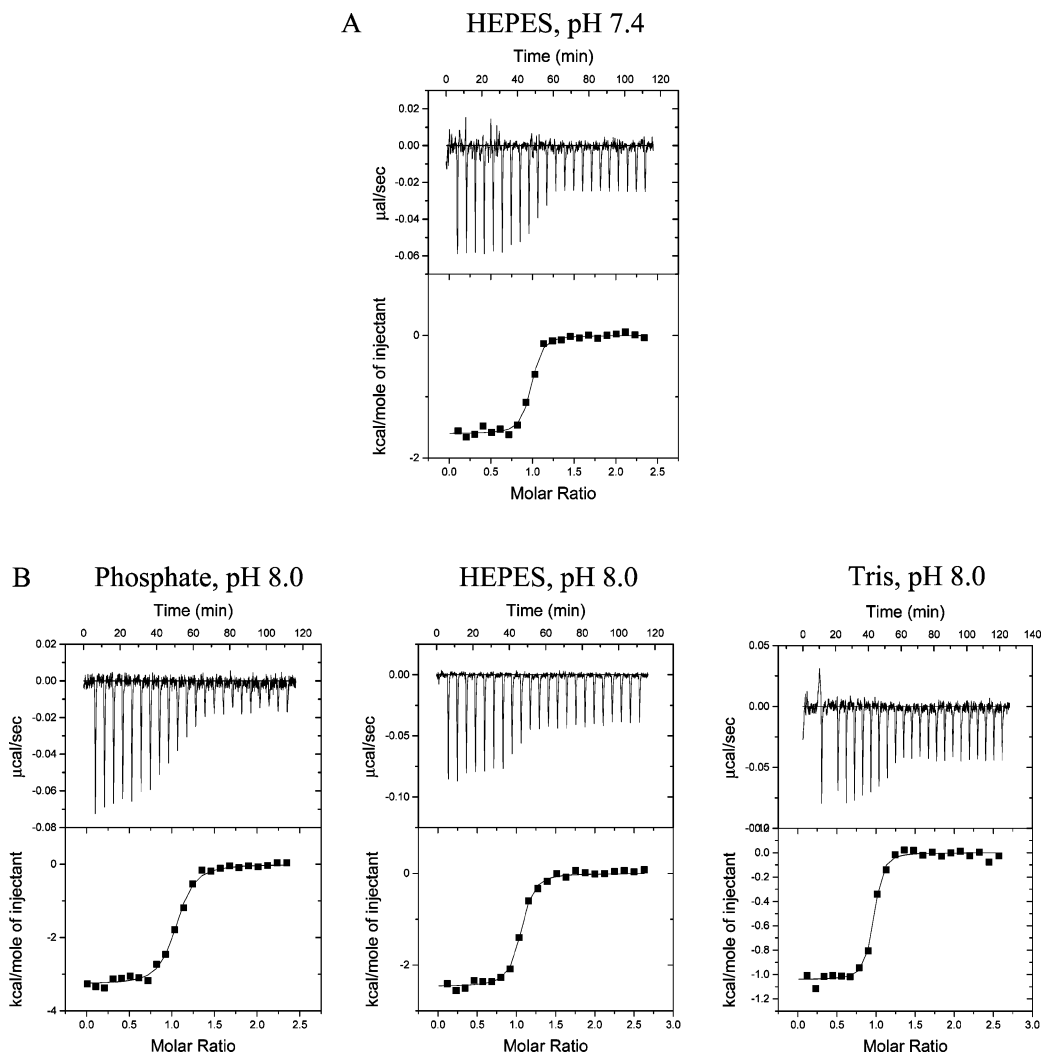 A HEPES, pH 7.4
Time (min)
0 20 40 60 80 100 120
0.02
0.00
-0.02
-0.04
-0.06
µal/sec
0
-2
kcal/mole of injectant
0.0 0.5 1.0 1.5 2.0 2.5
Molar Ratio
B Phosphate, pH 8.0
Time (min)
0 20 40 60 80 100 120
0.02
0.00
-0.02
-0.04
-0.06
-0.08
µcal/sec
0
-2
-4
kcal/mole of injectant
0.0 0.5 1.0 1.5 2.0 2.5
Molar Ratio
HEPES, pH 8.0
Time (min)
0 20 40 60 80 100 120
0.00
-0.05
-0.10
µcal/sec
0
-2
kcal/mole of injectant
0.0 0.5 1.0 1.5 2.0 2.5 3.0
Molar Ratio
Tris, pH 8.0
Time (min)
0 20 40 60 80 100 120 140
0.05
0.00
-0.05
µcal/sec
0.0
-0.2
-0.4
-0.6
-0.8
-1.0
-1.2
kcal/mole of injectant
0.0 0.5 1.0 1.5 2.0 2.5 3.0
Molar Ratio